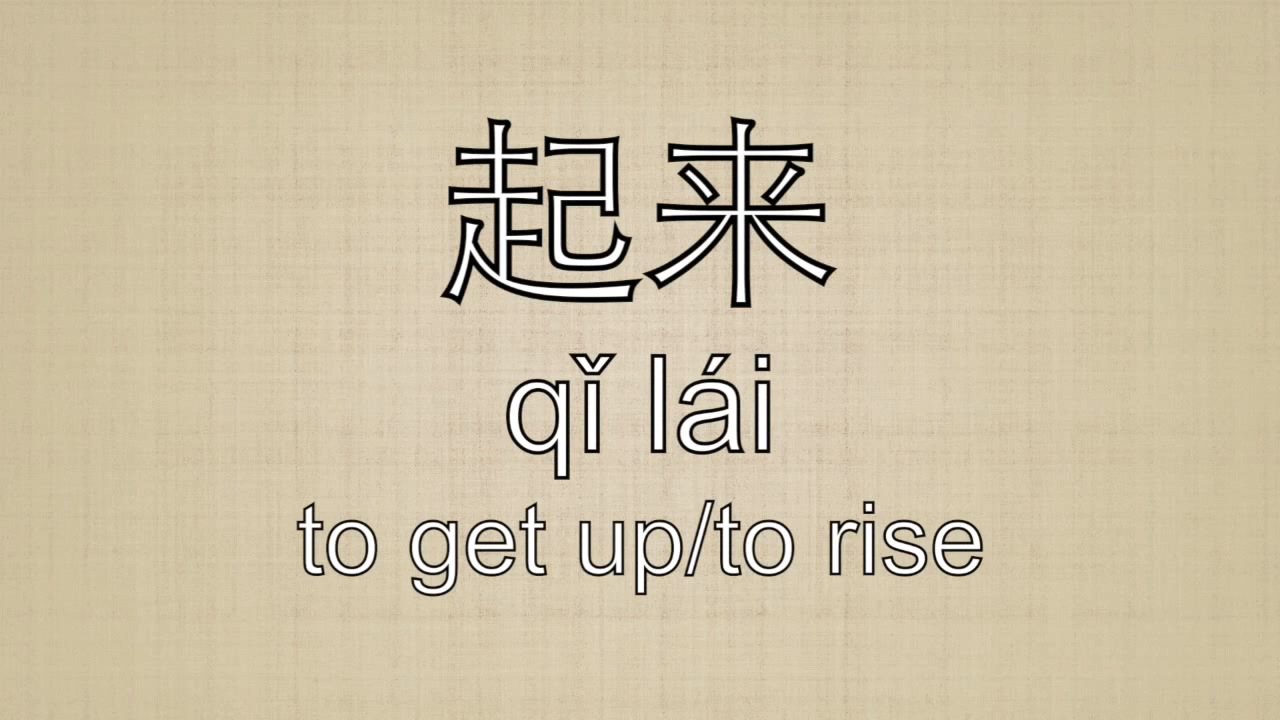 起来
qǐ lái
to get up/to rise